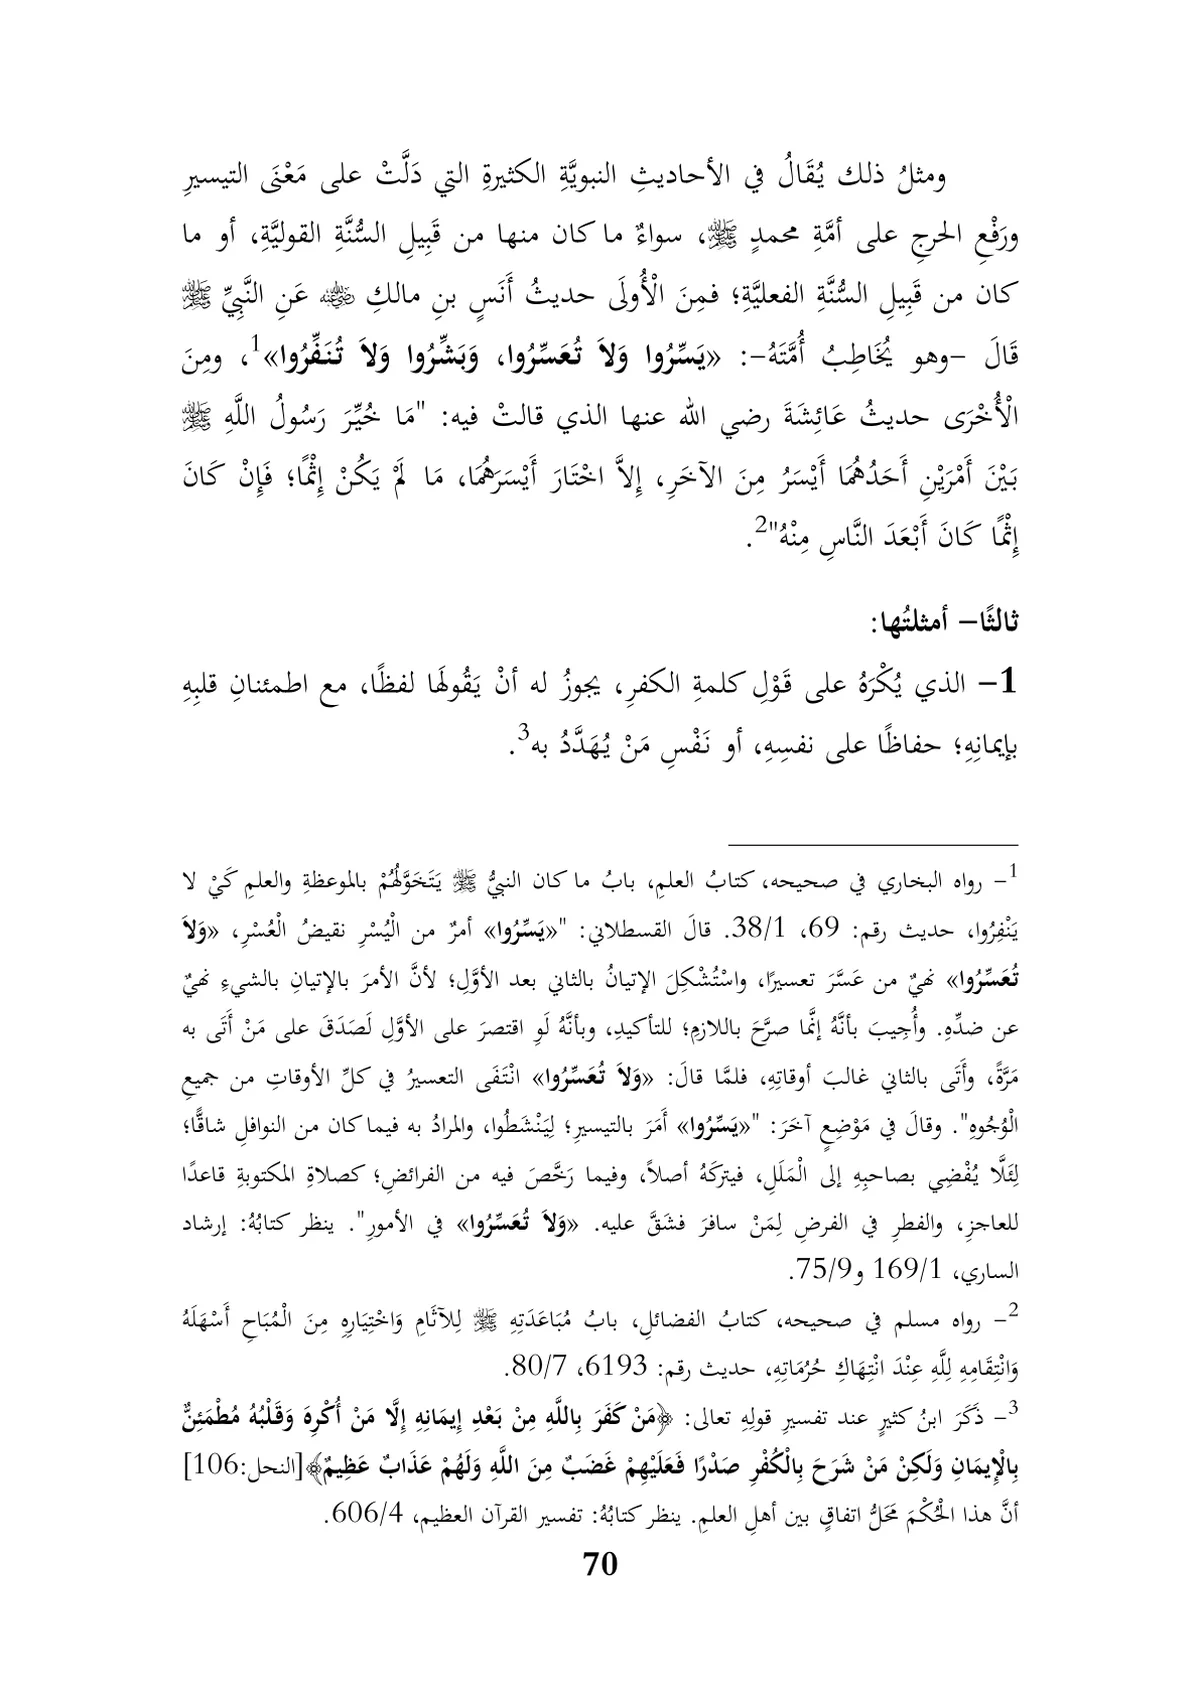 ومثلُ ذلك يُقَالُ في الأحاديثِ النبويَّةِ الكثيرةِ التي دَلَّتْ على مَعْنَى التيسيرِ
ورَفْعِ الحرجِ على أمَّةِ محمدٍ ﷺ، سواءٌ ما كان منها من قَبِيلِ السُّنَّةِ القوليَّةِ، أو ما
كان من قَبِيلِ السُّنَّةِ الفعليَّةِ؛ فمِنَ الْأُولَى حديثُ أَنَسٍ بنِ مالكِ ﵁ عَنِ النَّبِيِّ ﷺ
قَالَ -وهو يُخَاطِبُ أُمَّتَهُ-: «يَسِّرُوا وَلاَ تُعَسِّرُوا، وَبَشِّرُوا وَلاَ تُنَفِّرُوا»1، ومِنَ
الْأُخْرَى حديثُ عَائِشَةَ رضي الله عنها الذي قالتْ فيه: "مَا خُيِّرَ رَسُولُ اللَّهِ ﷺ
بَيْنَ أَمْرَيْنِ أَحَدُهُمَا أَيْسَرُ مِنَ الآخَرِ، إِلاَّ اخْتَارَ أَيْسَرَهُمَا، مَا لَمْ يَكُنْ إِثْمًا؛ فَإِنْ كَانَ
إِثْمًا كَانَ أَبْعَدَ النَّاسِ مِنْهُ"2.
ثالثًا- أمثلتُها:
1- الذي يُكْرَهُ على قَوْلِ كلمةِ الكفرِ، يجوزُ له أنْ يَقُولَهَا لفظًا، مع اطمئنانِ قلبِهِ
بإيمانِهِ؛ حفاظًا على نفسِهِ، أو نَفْسِ مَنْ يُهَدَّدُ به3.
1- رواه البخاري في صحيحه، كتابُ العلمِ، بابُ ما كان النبيُّ ﷺ يَتَخَوَّلُهُمْ بالموعظةِ والعلمِ كَيْ لا
يَنْفِرُوا، حديث رقم: 69، 38/1. قالَ القسطلاني: "«يَسِّرُوا» أمرٌ من الْيُسْرِ نقيضُ الْعُسْرِ، «وَلاَ
تُعَسِّرُوا» نهيٌ من عَسَّرَ تعسيرًا، واسْتُشْكِلَ الإتيانُ بالثاني بعد الأوَّلِ؛ لأنَّ الأمرَ بالإتيانِ بالشيءِ نهيٌ
عن ضدِّهِ. وأُجِيبَ بأنَّهُ إنَّما صرَّحَ باللازمِ؛ للتأكيدِ، وبأنَّهُ لَوِ اقتصرَ على الأوَّلِ لَصَدَقَ على مَنْ أَتَى به
مَرَّةً، وأَتَى بالثاني غالبَ أوقاتِهِ، فلمَّا قالَ: «وَلاَ تُعَسِّرُوا» انْتَفَى التعسيرُ في كلِّ الأوقاتِ من جميعِ
الْوُجُوهِ". وقالَ في مَوْضِعٍ آخَرَ: "«يَسِّرُوا» أَمَرَ بالتيسيرِ؛ لِيَنْشَطُوا، والمرادُ به فيما كان من النوافلِ شاقًّا؛
لِئَلَّا يُفْضِي بصاحبِهِ إلى الْمَلَلِ، فيتركَهُ أصلاً، وفيما رَخَّصَ فيه من الفرائضِ؛ كصلاةِ المكتوبةِ قاعدًا
للعاجزِ، والفطرِ في الفرضِ لِمَنْ سافرَ فشَقَّ عليه. «وَلاَ تُعَسِّرُوا» في الأمورِ". ينظر كتابُهُ: إرشاد
الساري، 169/1 و75/9.
2- رواه مسلم في صحيحه، كتابُ الفضائلِ، بابُ مُبَاعَدَتِهِ ﷺ لِلآثَامِ وَاخْتِيَارِهِ مِنَ الْمُبَاحِ أَسْهَلَهُ
وَانْتِقَامِهِ لِلَّهِ عِنْدَ انْتِهَاكِ حُرُمَاتِهِ، حديث رقم: 6193، 80/7.
3- ذَكَرَ ابنُ كثيرٍ عند تفسيرِ قولِهِ تعالى: ﴿مَنْ كَفَرَ بِاللَّهِ مِنْ بَعْدِ إِيمَانِهِ إِلَّا مَنْ أُكْرِهَ وَقَلْبُهُ مُطْمَئِنٌّ
بِالْإِيمَانِ وَلَكِنْ مَنْ شَرَحَ بِالْكُفْرِ صَدْرًا فَعَلَيْهِمْ غَضَبٌ مِنَ اللَّهِ وَلَهُمْ عَذَابٌ عَظِيمٌ﴾[النحل:106]
أنَّ هذا الْحُكْمَ مَحَلُّ اتفاقٍ بين أهلِ العلمِ. ينظر كتابُهُ: تفسير القرآن العظيم، 606/4.
70